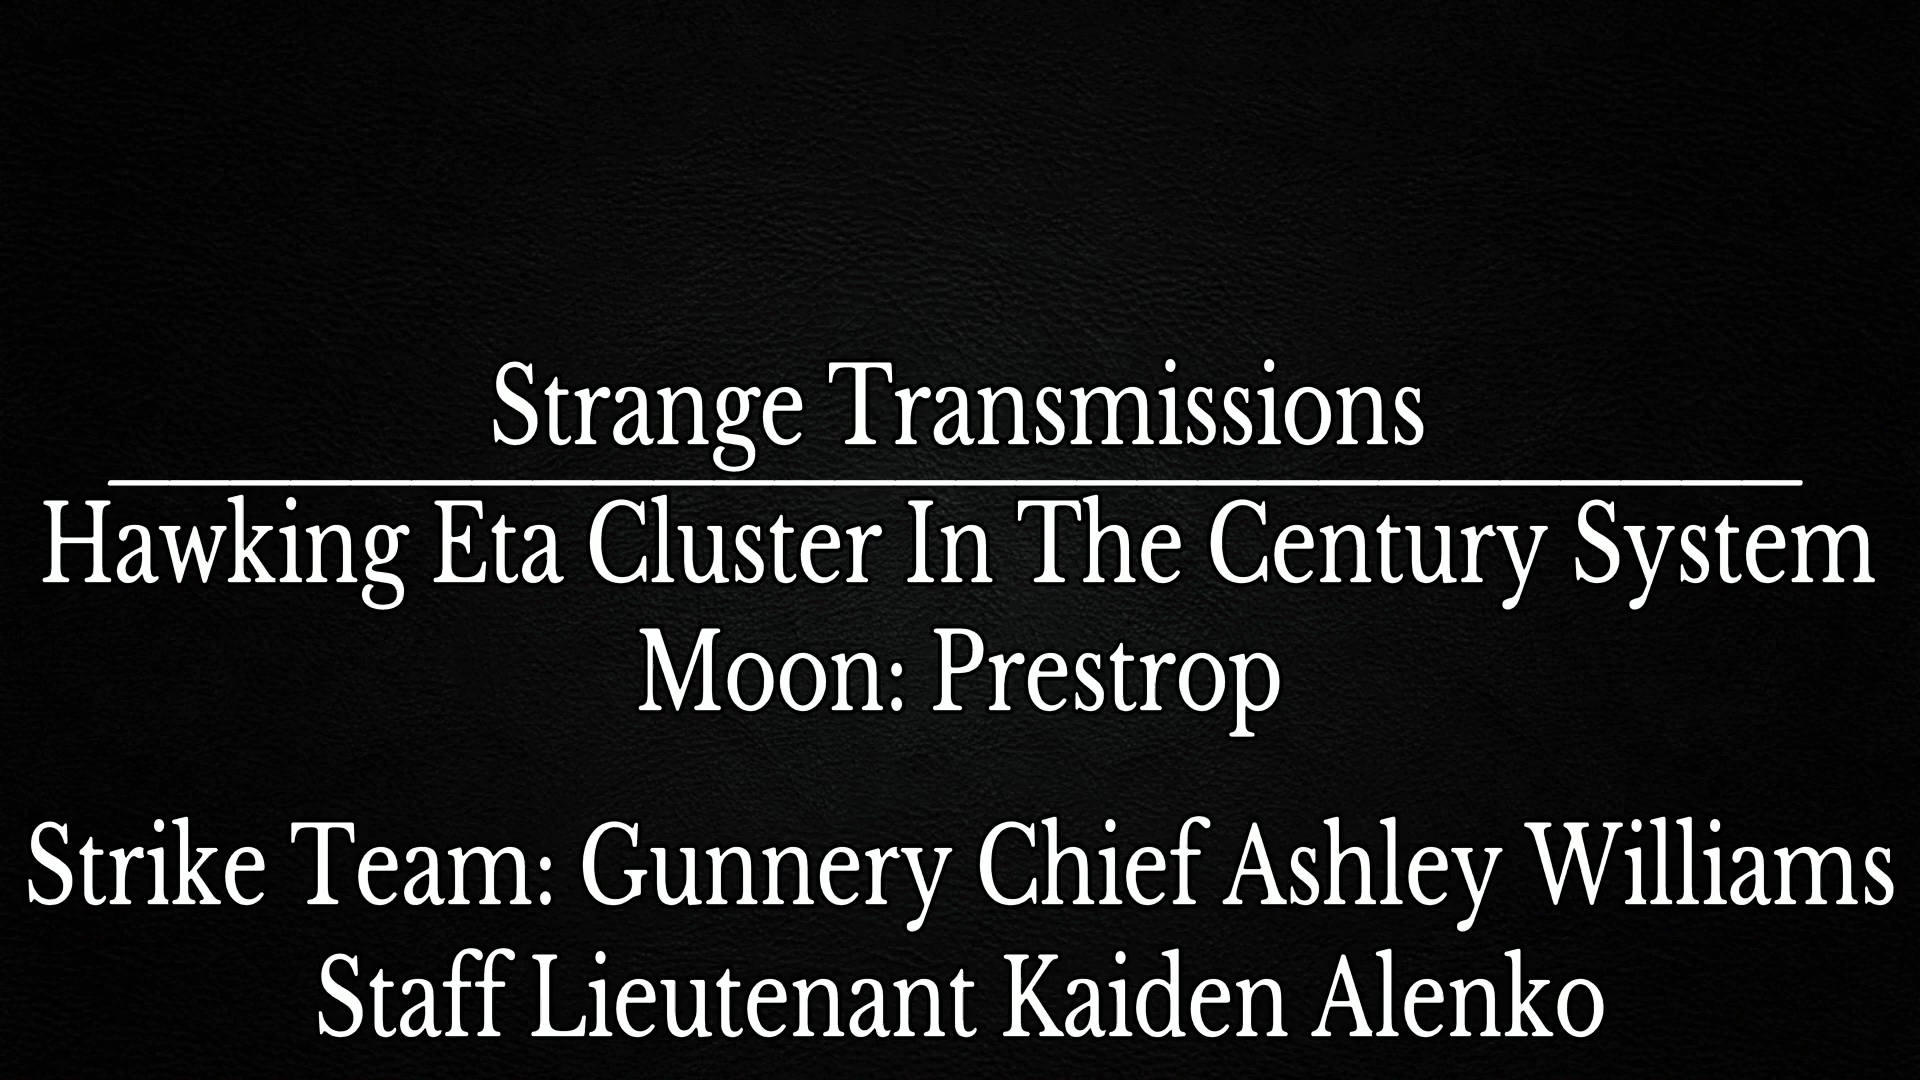 Strange Transmissions
Hawking Eta Cluster In The Century System
Moon: Prestrop
Strike Team: Gunnery Chief Ashley Williams
Staff Lieutenant Kaiden Alenko